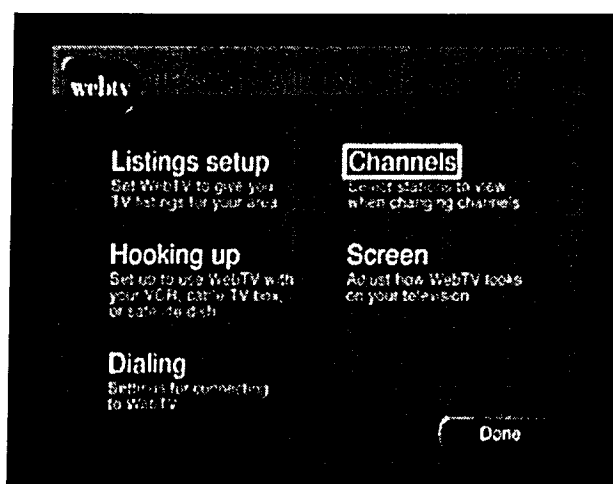 webtv
Listings setup
Set WebTV to give you
TV listings for your area
Channels
Select stations to view
when changing channels
Hooking up
Set up to use WebTV with
your VCR, cable TV box,
or satellite dish
Screen
Adjust how WebTV looks
on your television
Dialing
Settings for connecting
to WebTV
Done